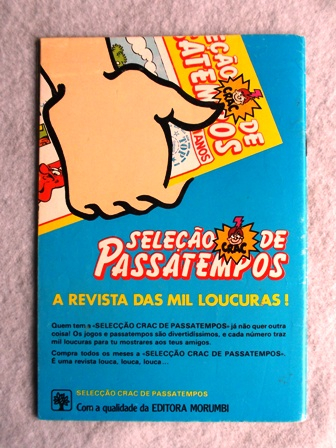 SELEÇÃO
DE
CRAC
PASSATEMPOS
ANOS
SELEÇÃO DE
CRAC
PASSATEMPOS
A REVISTA DAS MIL LOUCURAS!
Quem tem a «SELECÇÃO CRAC DE PASSATEMPOS» já não quer outra
coisa! Os jogos e passatempos são divertidíssimos, e cada número traz
mil loucuras para tu mostrares aos teus amigos.
Compra todos os meses a «SELECÇÃO CRAC DE PASSATEMPOS».
É uma revista louca, louca, louca...
SELECÇÃO CRAC DE PASSATEMPOS
Com a qualidade da EDITORA MORUMBI